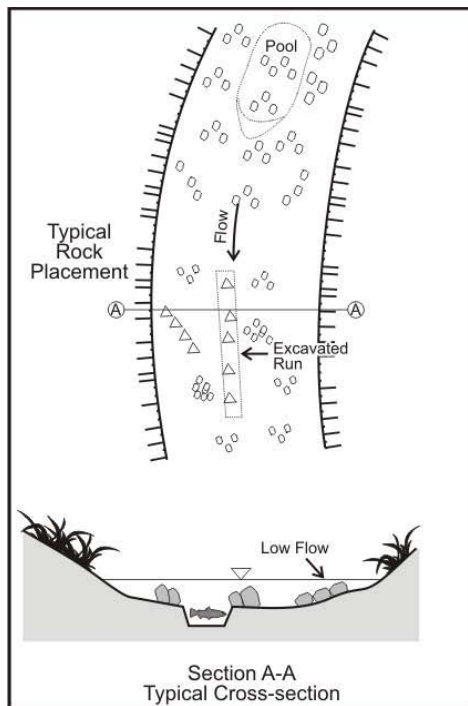 Pool
Flow
Typical
Rock
Placement
A
A
Excavated
Run
Low Flow
Section A-A
Typical Cross-section